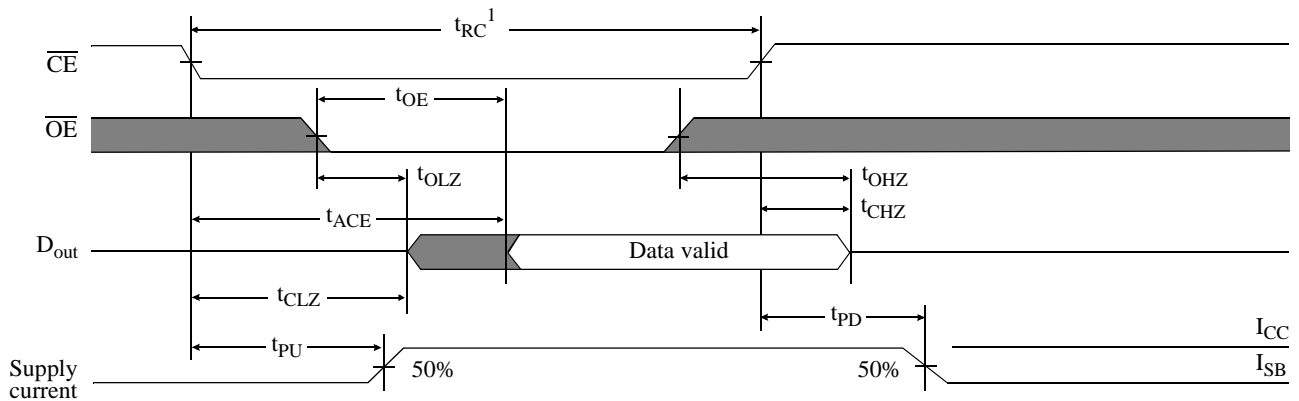 tRC1
CE
tOE
OE
tOLZ
tOHZ
tACE
tCHZ
Dout
Data valid
tCLZ
tPD
tPU
ICC
50%
50%
ISB
Supply
current